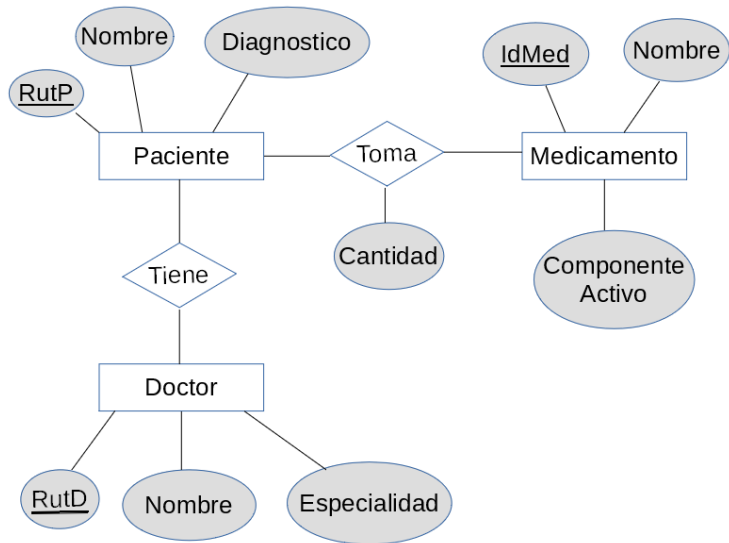 Nombre
Diagnostico
IdMed
Nombre
RutP
Paciente
Toma
Medicamento
Cantidad
Componente
Activo
Tiene
Doctor
RutD
Nombre
Especialidad